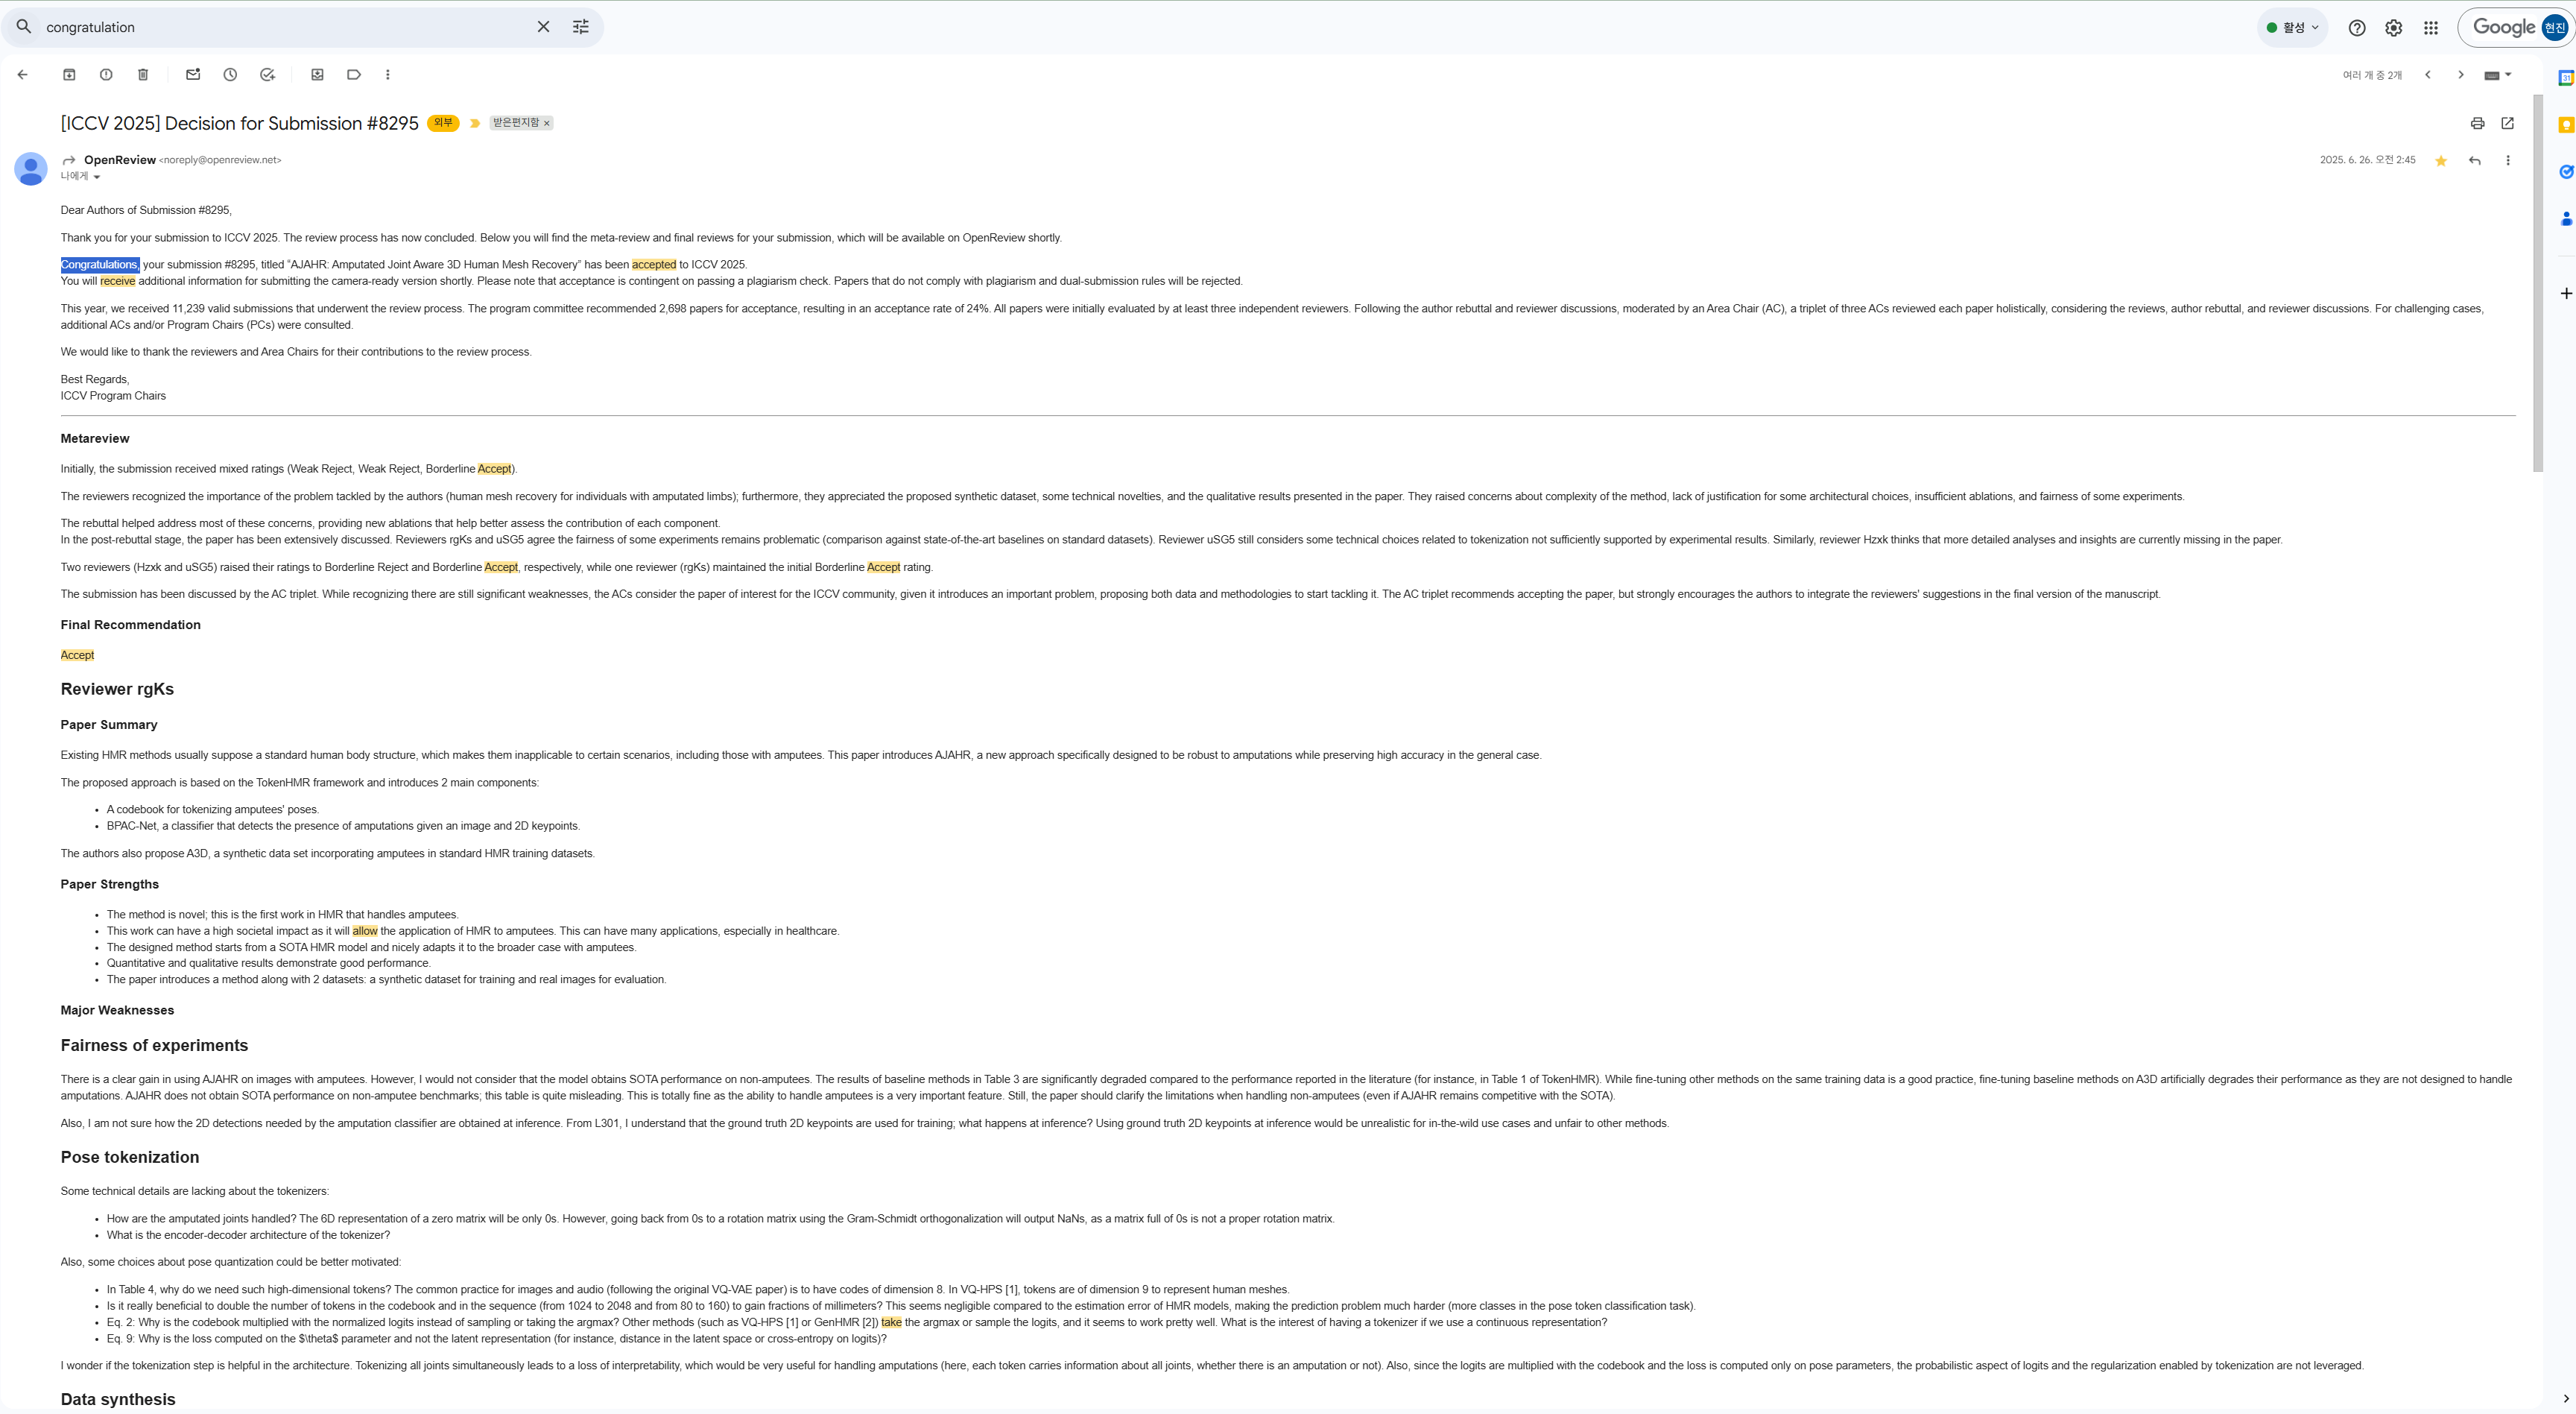 congratulation
활성
Google
현진
여러 개 중 2개
31
[ICCV 2025] Decision for Submission #8295 외부 받은편지함 ×
OpenReview <noreply@openreview.net>
2025. 6. 26. 오전 2:45
나에게
Dear Authors of Submission #8295,
Thank you for your submission to ICCV 2025. The review process has now concluded. Below you will find the meta-review and final reviews for your submission, which will be available on OpenReview shortly.
Congratulations, your submission #8295, titled “AJAHR: Amputated Joint Aware 3D Human Mesh Recovery” has been accepted to ICCV 2025.
You will receive additional information for submitting the camera-ready version shortly. Please note that acceptance is contingent on passing a plagiarism check. Papers that do not comply with plagiarism and dual-submission rules will be rejected.
This year, we received 11,239 valid submissions that underwent the review process. The program committee recommended 2,698 papers for acceptance, resulting in an acceptance rate of 24%. All papers were initially evaluated by at least three independent reviewers. Following the author rebuttal and reviewer discussions, moderated by an Area Chair (AC), a triplet of three ACs reviewed each paper holistically, considering the reviews, author rebuttal, and reviewer discussions. For challenging cases,
additional ACs and/or Program Chairs (PCs) were consulted.
We would like to thank the reviewers and Area Chairs for their contributions to the review process.
Best Regards,
ICCV Program Chairs
Metareview
Initially, the submission received mixed ratings (Weak Reject, Weak Reject, Borderline Accept).
The reviewers recognized the importance of the problem tackled by the authors (human mesh recovery for individuals with amputated limbs); furthermore, they appreciated the proposed synthetic dataset, some technical novelties, and the qualitative results presented in the paper. They raised concerns about complexity of the method, lack of justification for some architectural choices, insufficient ablations, and fairness of some experiments.
The rebuttal helped address most of these concerns, providing new ablations that help better assess the contribution of each component.
In the post-rebuttal stage, the paper has been extensively discussed. Reviewers rgKs and uSG5 agree the fairness of some experiments remains problematic (comparison against state-of-the-art baselines on standard datasets). Reviewer uSG5 still considers some technical choices related to tokenization not sufficiently supported by experimental results. Similarly, reviewer Hzxk thinks that more detailed analyses and insights are currently missing in the paper.
Two reviewers (Hzxk and uSG5) raised their ratings to Borderline Reject and Borderline Accept, respectively, while one reviewer (rgKs) maintained the initial Borderline Accept rating.
The submission has been discussed by the AC triplet. While recognizing there are still significant weaknesses, the ACs consider the paper of interest for the ICCV community, given it introduces an important problem, proposing both data and methodologies to start tackling it. The AC triplet recommends accepting the paper, but strongly encourages the authors to integrate the reviewers' suggestions in the final version of the manuscript.
Final Recommendation
Accept
Reviewer rgKs
Paper Summary
Existing HMR methods usually suppose a standard human body structure, which makes them inapplicable to certain scenarios, including those with amputees. This paper introduces AJAHR, a new approach specifically designed to be robust to amputations while preserving high accuracy in the general case.
The proposed approach is based on the TokenHMR framework and introduces 2 main components:
• A codebook for tokenizing amputees' poses.
• BPAC-Net, a classifier that detects the presence of amputations given an image and 2D keypoints.
The authors also propose A3D, a synthetic data set incorporating amputees in standard HMR training datasets.
Paper Strengths
• The method is novel; this is the first work in HMR that handles amputees.
• This work can have a high societal impact as it will allow the application of HMR to amputees. This can have many applications, especially in healthcare.
• The designed method starts from a SOTA HMR model and nicely adapts it to the broader case with amputees.
• Quantitative and qualitative results demonstrate good performance.
• The paper introduces a method along with 2 datasets: a synthetic dataset for training and real images for evaluation.
Major Weaknesses
Fairness of experiments
There is a clear gain in using AJAHR on images with amputees. However, I would not consider that the model obtains SOTA performance on non-amputees. The results of baseline methods in Table 3 are significantly degraded compared to the performance reported in the literature (for instance, in Table 1 of TokenHMR). While fine-tuning other methods on the same training data is a good practice, fine-tuning baseline methods on A3D artificially degrades their performance as they are not designed to handle
amputations. AJAHR does not obtain SOTA performance on non-amputee benchmarks; this table is quite misleading. This is totally fine as the ability to handle amputees is a very important feature. Still, the paper should clarify the limitations when handling non-amputees (even if AJAHR remains competitive with the SOTA).
Also, I am not sure how the 2D detections needed by the amputation classifier are obtained at inference. From L301, I understand that the ground truth 2D keypoints are used for training; what happens at inference? Using ground truth 2D keypoints at inference would be unrealistic for in-the-wild use cases and unfair to other methods.
Pose tokenization
Some technical details are lacking about the tokenizers:
• How are the amputated joints handled? The 6D representation of a zero matrix will be only 0s. However, going back from 0s to a rotation matrix using the Gram-Schmidt orthogonalization will output NaNs, as a matrix full of 0s is not a proper rotation matrix.
• What is the encoder-decoder architecture of the tokenizer?
Also, some choices about pose quantization could be better motivated:
• In Table 4, why do we need such high-dimensional tokens? The common practice for images and audio (following the original VQ-VAE paper) is to have codes of dimension 8. In VQ-HPS [1], tokens are of dimension 9 to represent human meshes.
• Is it really beneficial to double the number of tokens in the codebook and in the sequence (from 1024 to 2048 and from 80 to 160) to gain fractions of millimeters? This seems negligible compared to the estimation error of HMR models, making the prediction problem much harder (more classes in the pose token classification task).
• Eq. 2: Why is the codebook multiplied with the normalized logits instead of sampling or taking the argmax? Other methods (such as VQ-HPS [1] or GenHMR [2]) take the argmax or sample the logits, and it seems to work pretty well. What is the interest of having a tokenizer if we use a continuous representation?
• Eq. 9: Why is the loss computed on the $\theta$ parameter and not the latent representation (for instance, distance in the latent space or cross-entropy on logits)?
I wonder if the tokenization step is helpful in the architecture. Tokenizing all joints simultaneously leads to a loss of interpretability, which would be very useful for handling amputations (here, each token carries information about all joints, whether there is an amputation or not). Also, since the logits are multiplied with the codebook and the loss is computed only on pose parameters, the probabilistic aspect of logits and the regularization enabled by tokenization are not leveraged.
Data synthesis